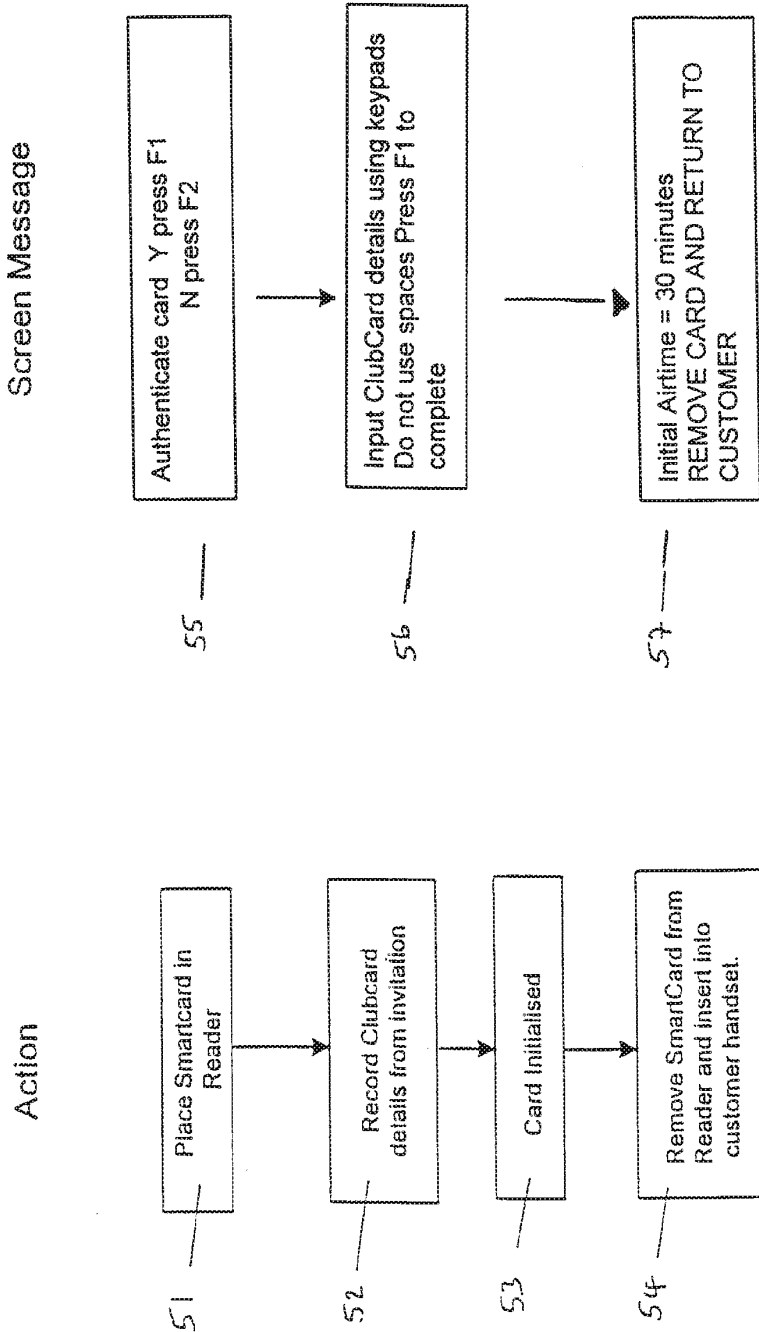 Action
51
Place Smartcard in
Reader
52
Record Clubcard
details from invitation
53
Card Initialised
54
Remove SmartCard from
Reader and insert into
customer handset.
Screen Message
55
Authenticate card Y press F1
N press F2
56
Input ClubCard details using keypads
Do not use spaces Press F1 to
complete
57
Initial Airtime = 30 minutes
REMOVE CARD AND RETURN TO
CUSTOMER